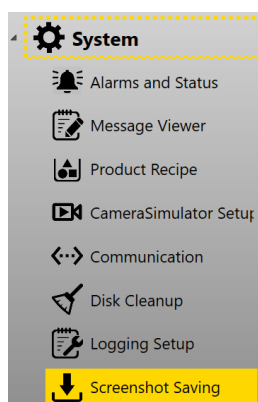 System
Alarms and Status
Message Viewer
Product Recipe
CameraSimulator Setup
Communication
Disk Cleanup
Logging Setup
Screenshot Saving